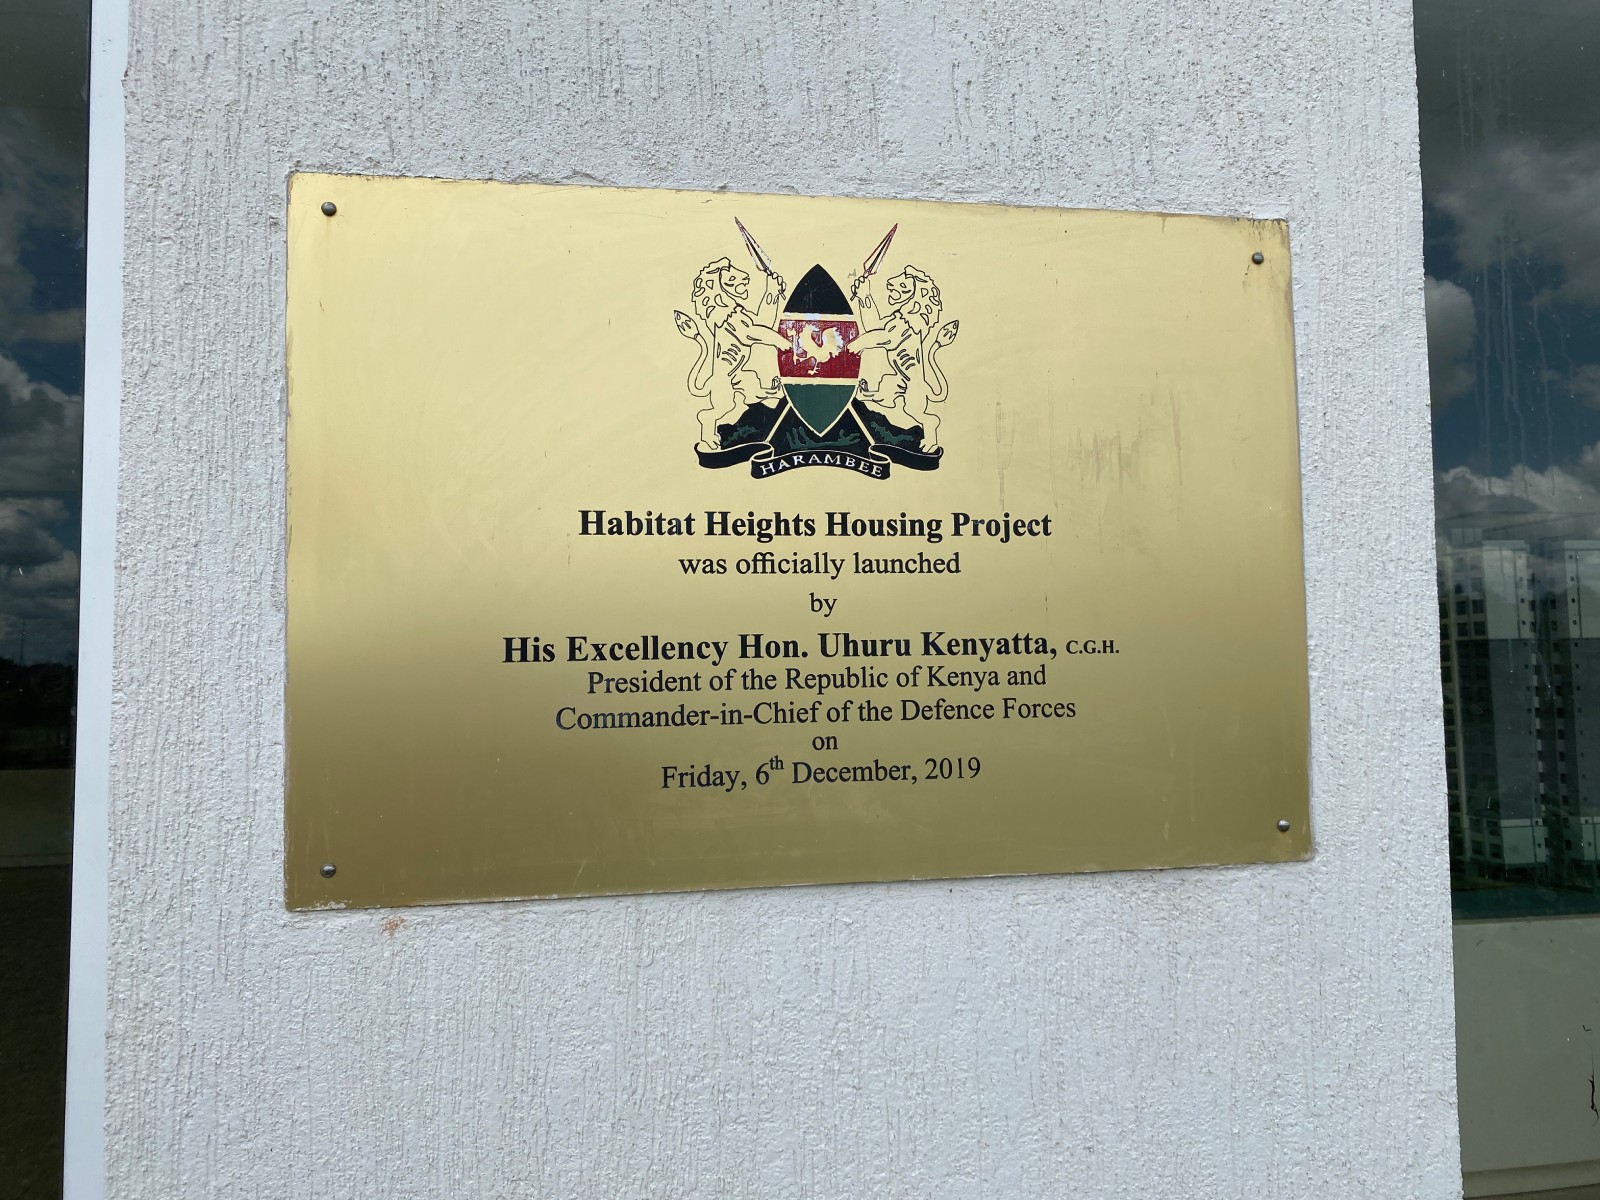 HARAMBEE
Habitat Heights Housing Project
was officially launched
by
His Excellency Hon. Uhuru Kenyatta, C.G.H.
President of the Republic of Kenya and
Commander-in-Chief of the Defence Forces
on
Friday, 6th December, 2019